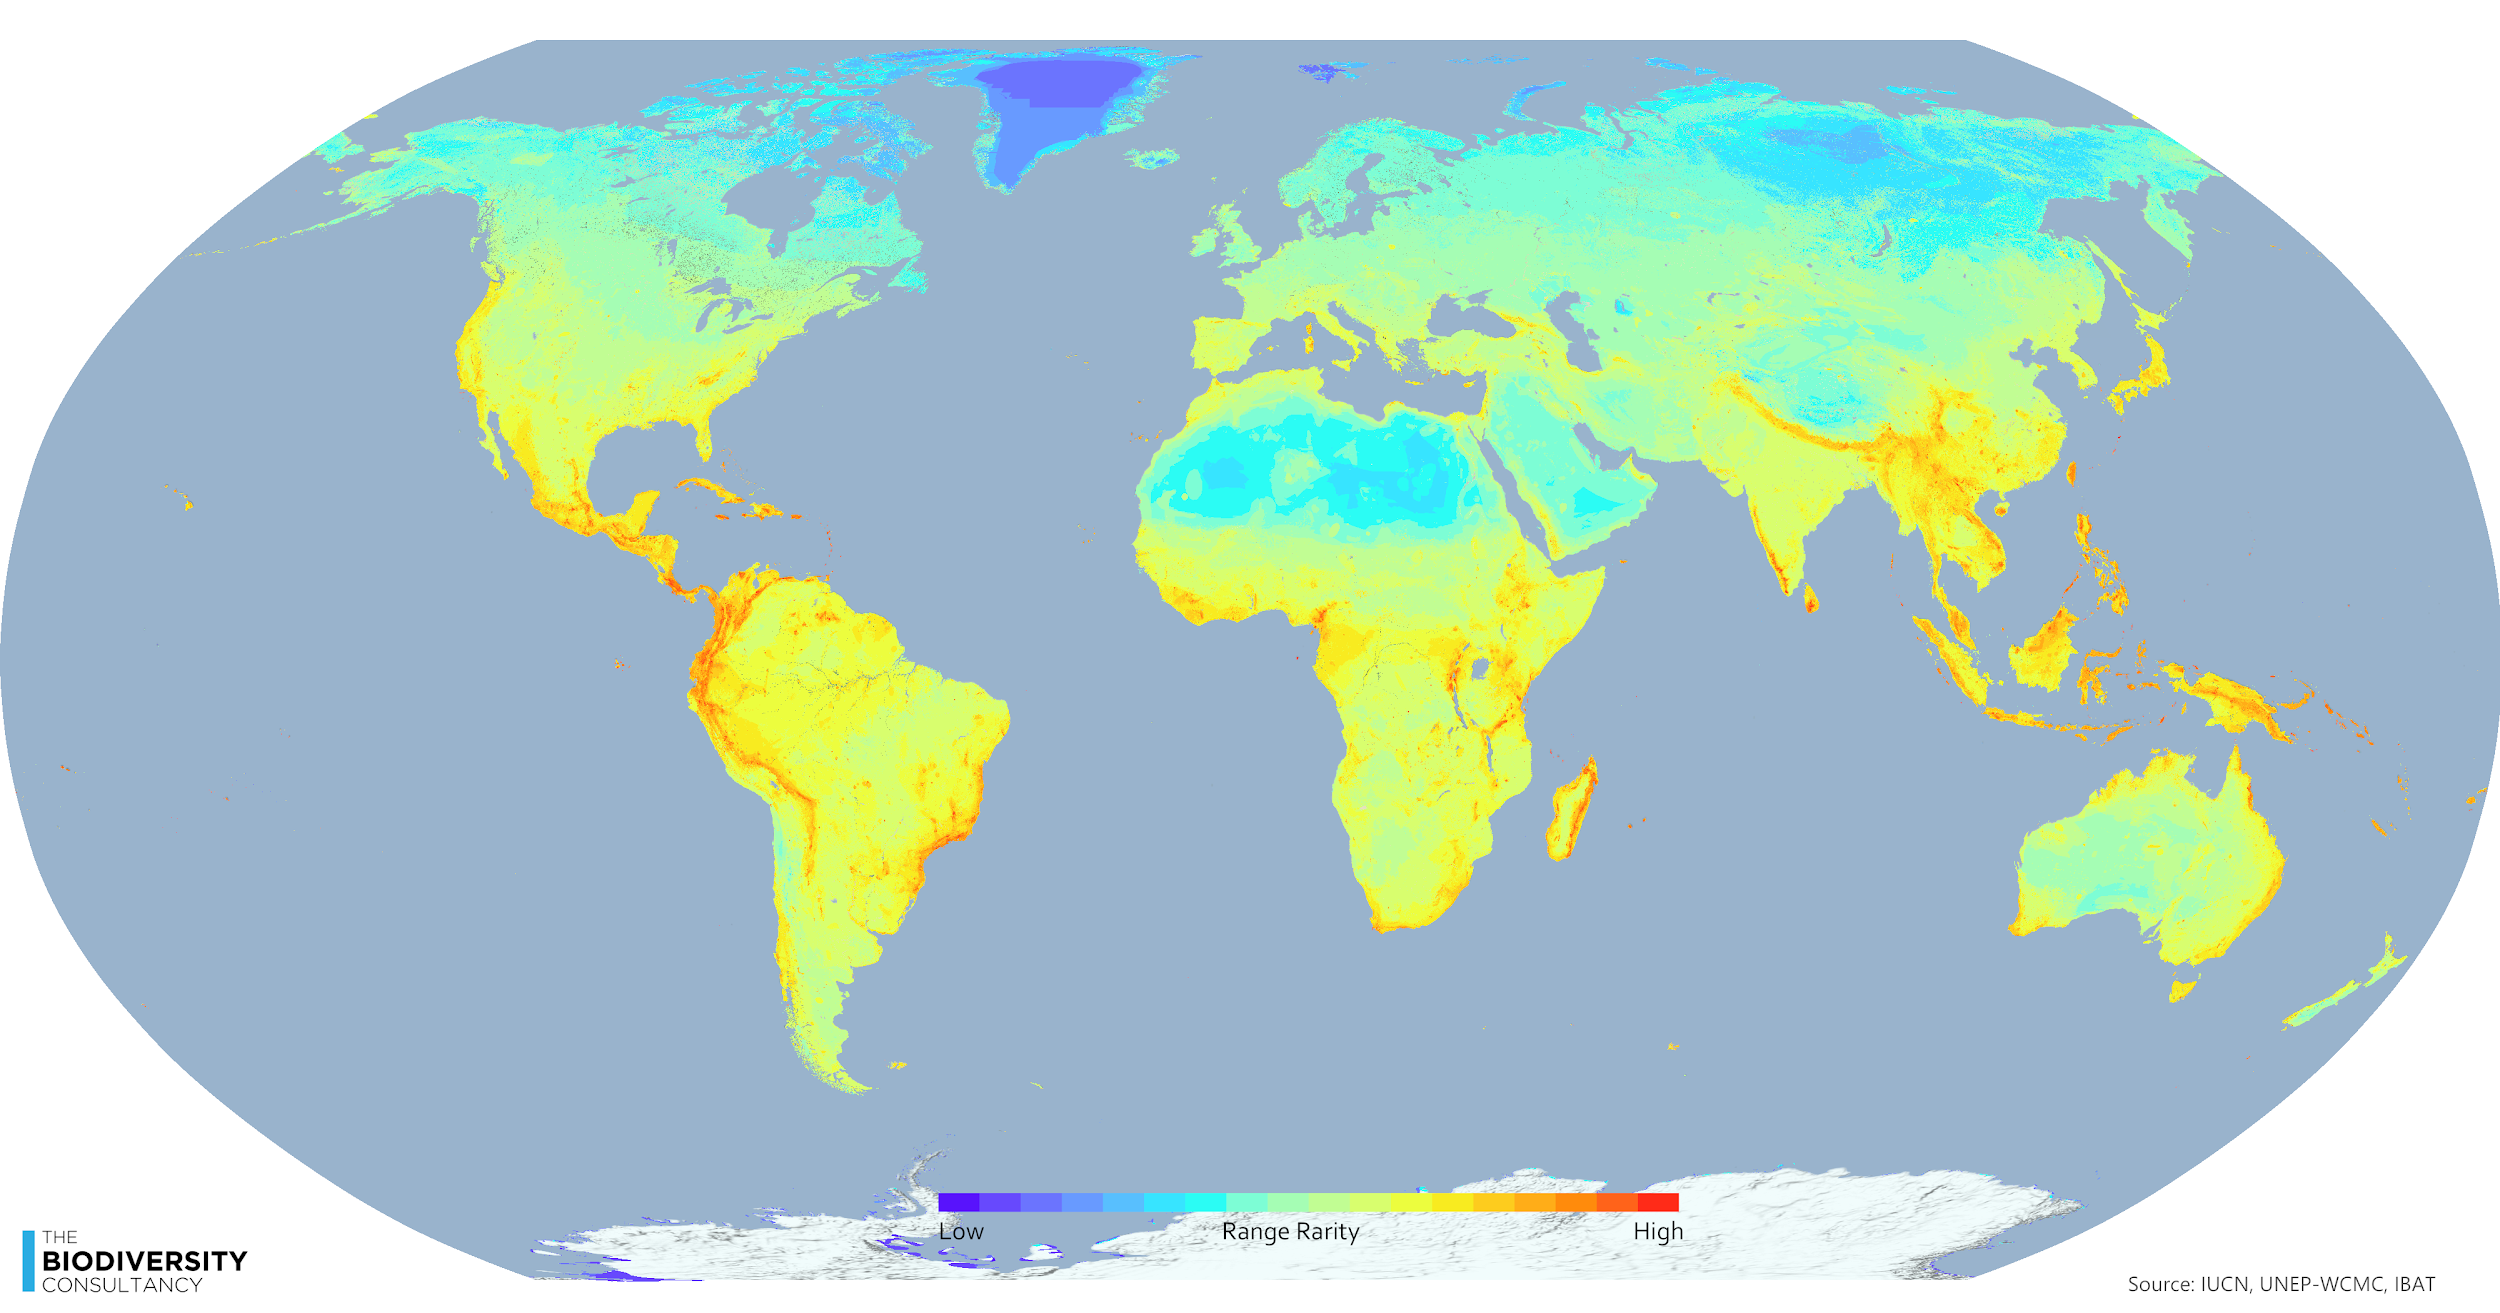 Low Range Rarity High
THE
BIODIVERSITY
CONSULTANCY
Source: IUCN, UNEP-WCMC, IBAT